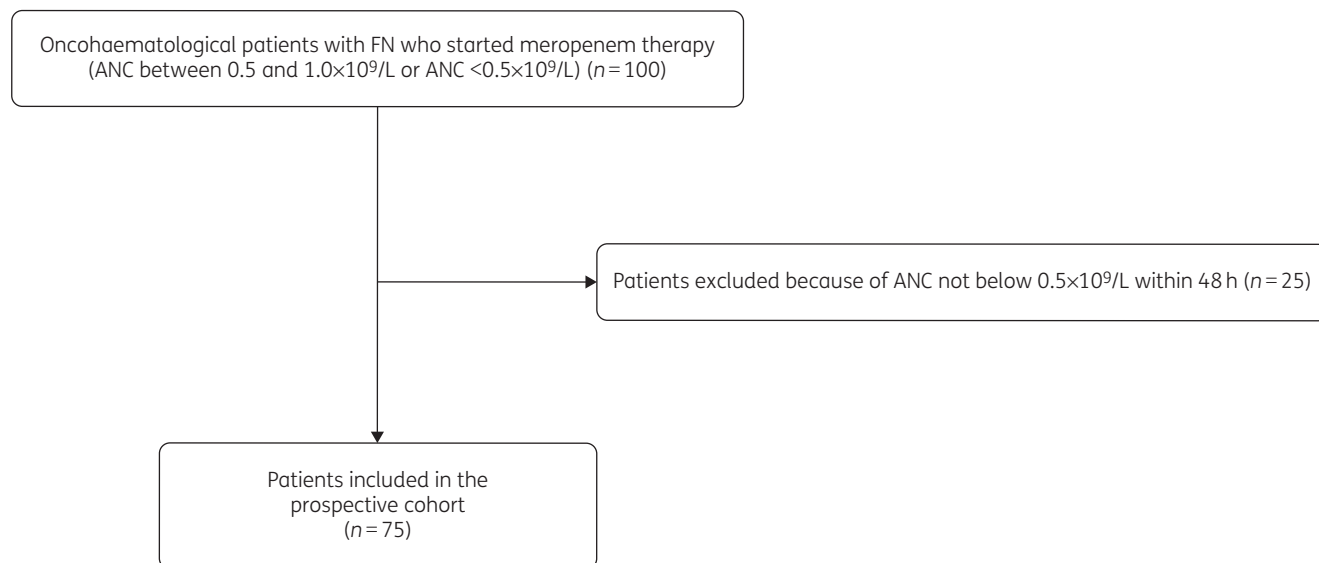 Oncohaematological patients with FN who started meropenem therapy
(ANC between 0.5 and 1.0×10⁹/L or ANC <0.5×10⁹/L) (n = 100)
Patients excluded because of ANC not below 0.5×10⁹/L within 48 h (n = 25)
Patients included in the
prospective cohort
(n = 75)